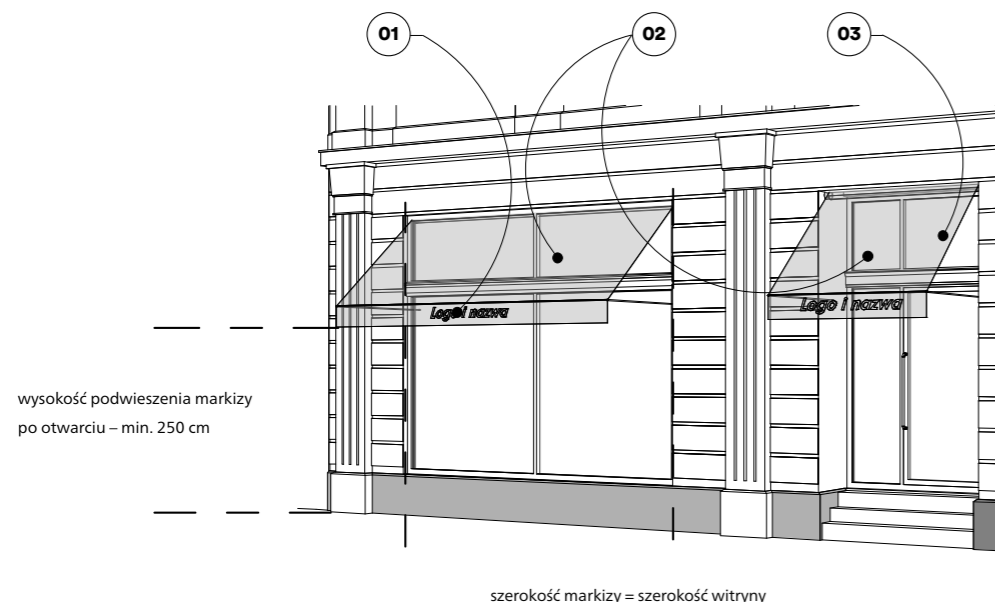 01
02
03
Logo i nazwa
Logo i nazwa
wysokość podwieszenia markizy
po otwarciu – min. 250 cm
szerokość markizy = szerokość witryny